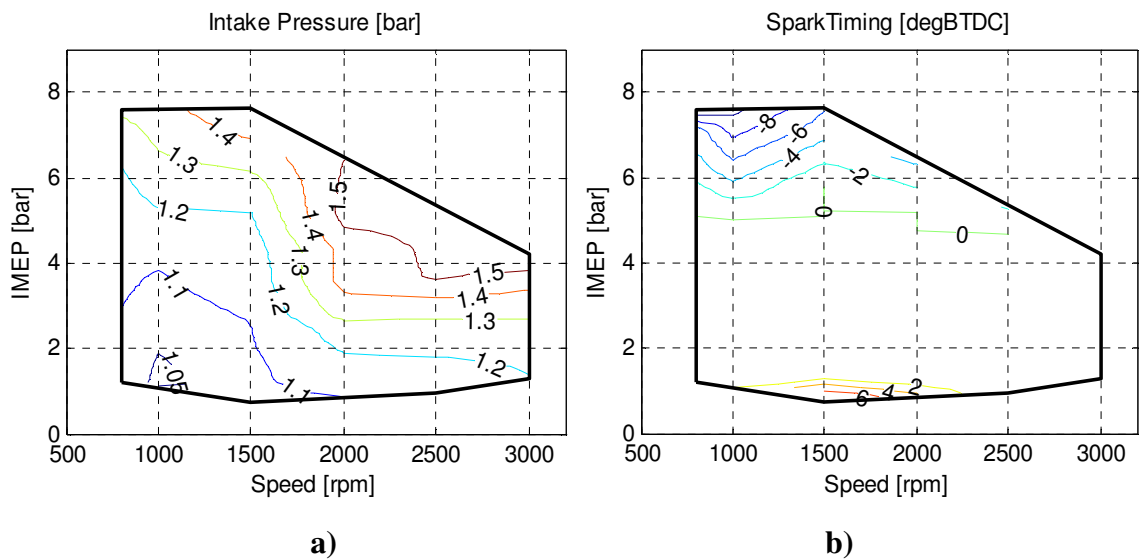 Intake Pressure [bar]
8
6
4
2
0
IMEP [bar]
1.4
1.3
1.2
1.5
1.4
1.3
1.1
1.2
1.5
1.4
1.3
1.2
1.05
1.1
500 1000 1500 2000 2500 3000
Speed [rpm]
a)
SparkTiming [degBTDC]
8
6
4
2
0
IMEP [bar]
-8
-6
-4
-2
0
0
6 4 2
500 1000 1500 2000 2500 3000
Speed [rpm]
b)